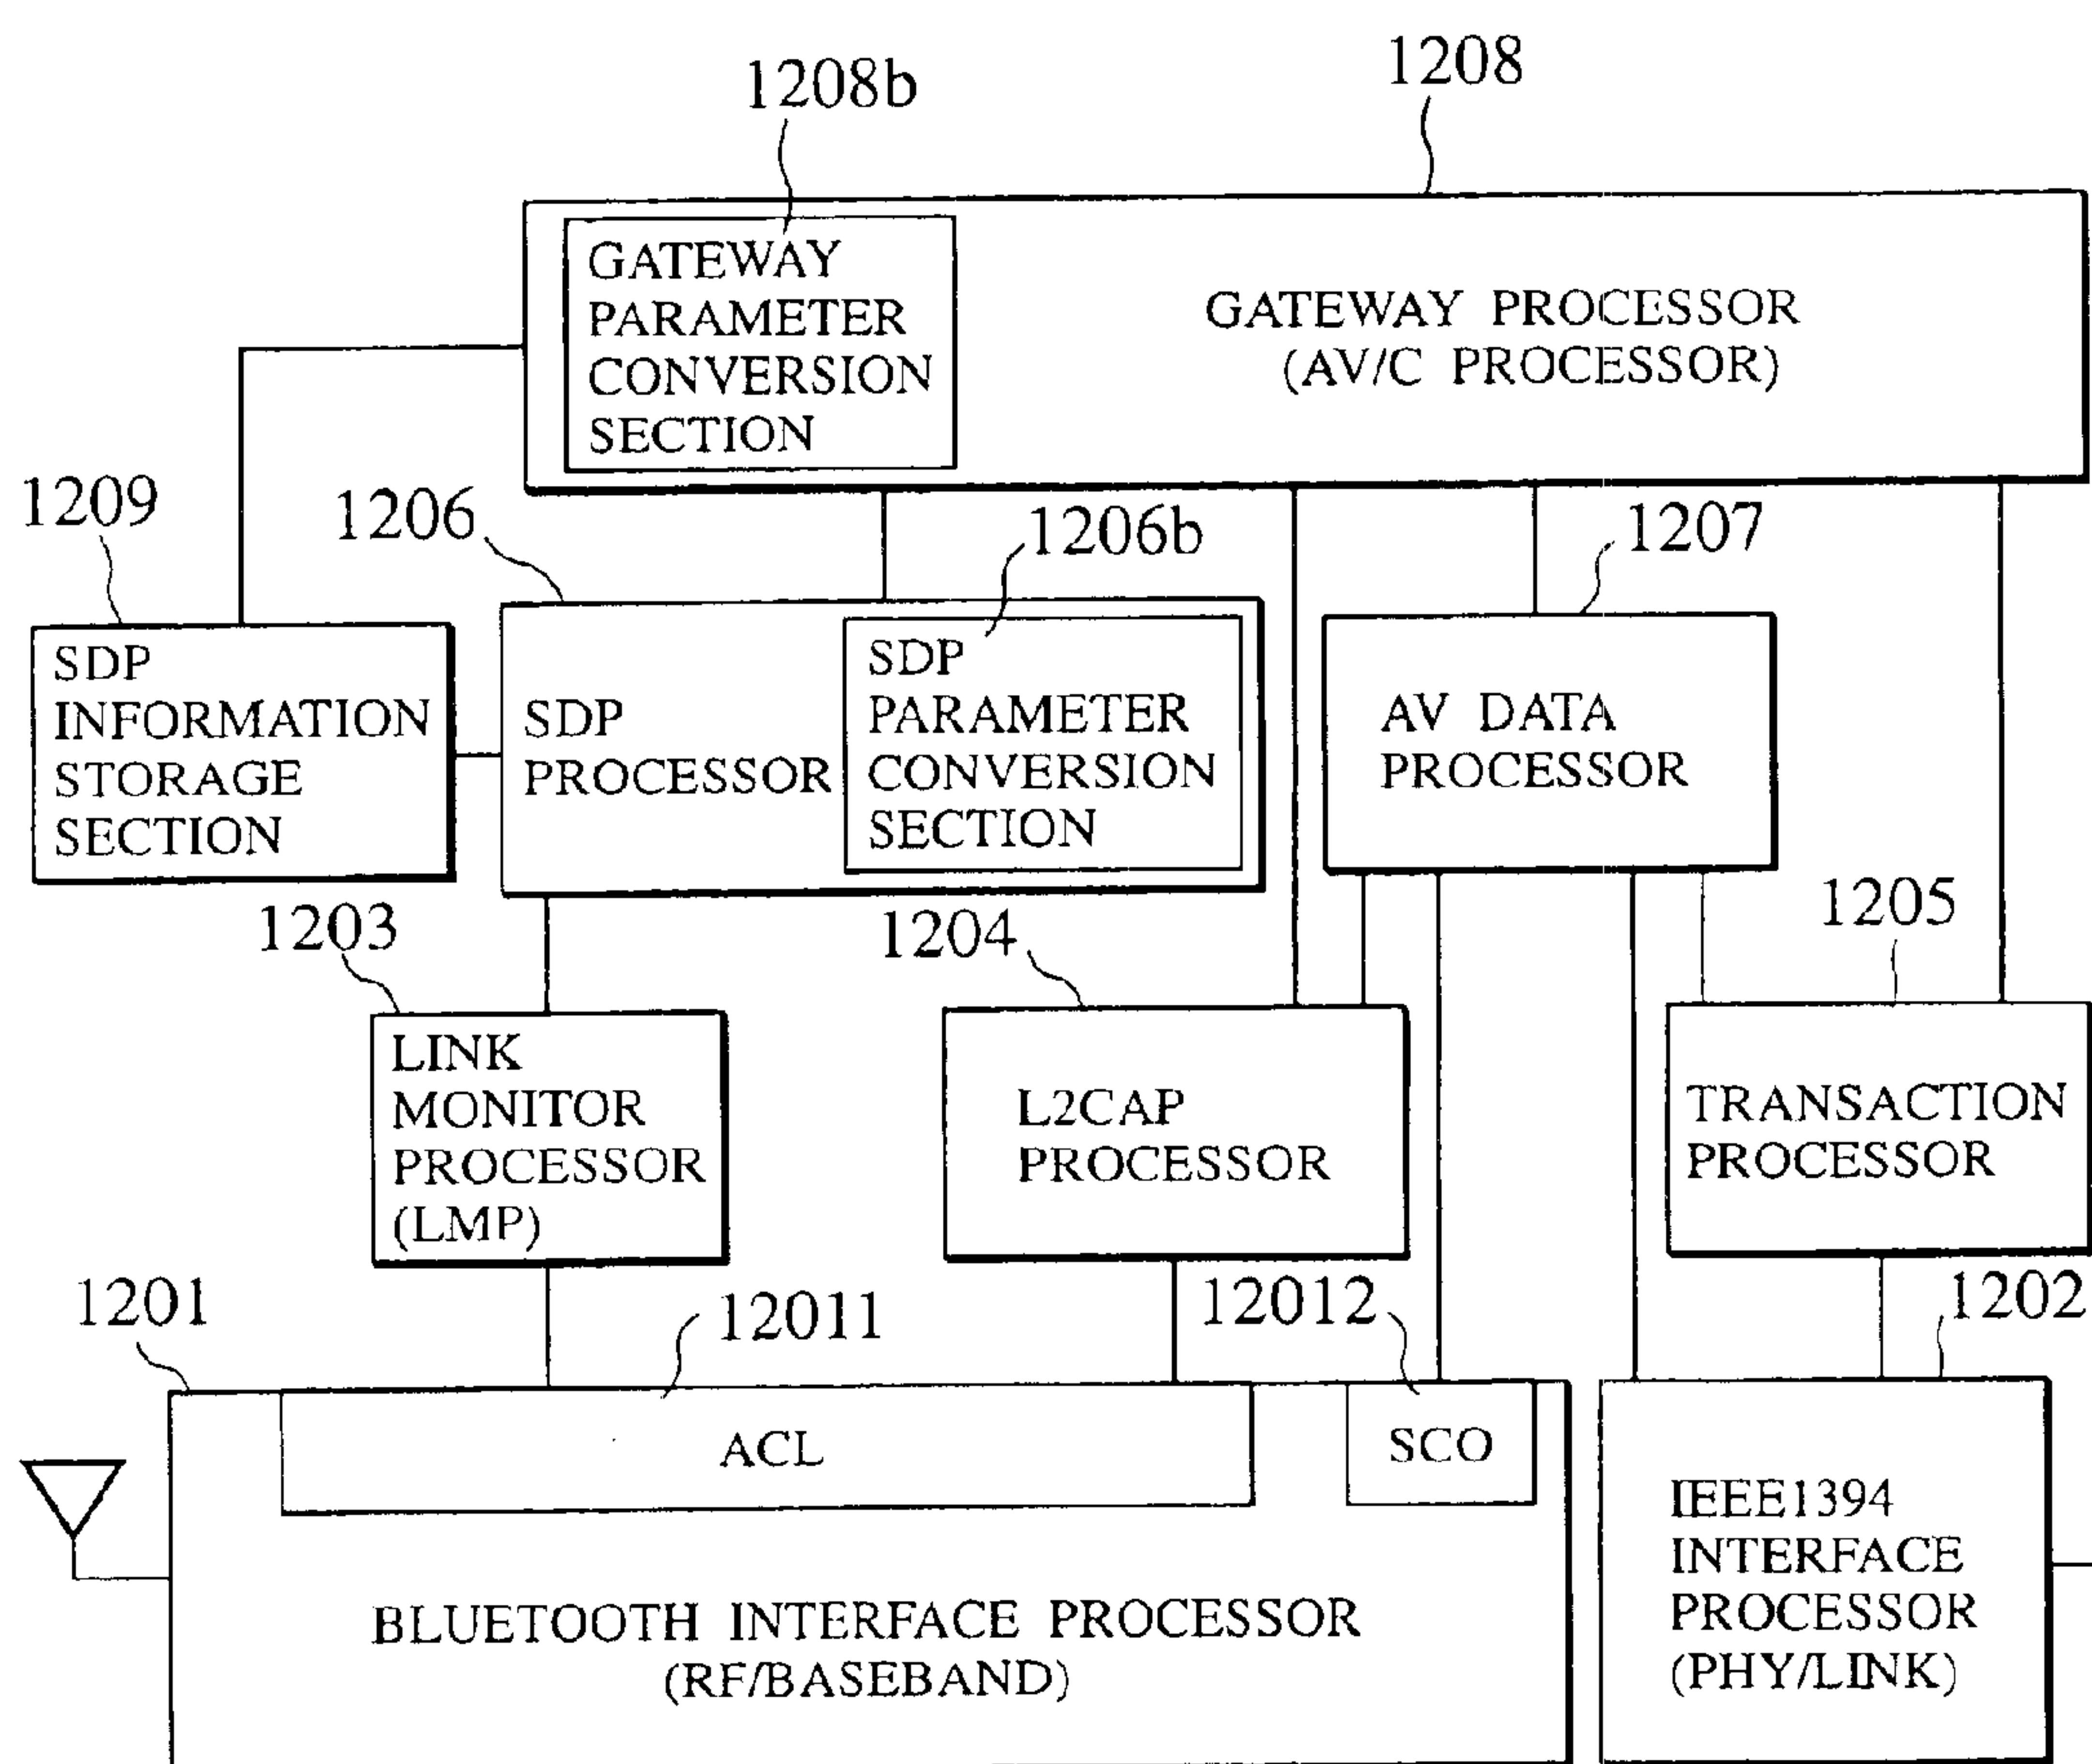 1208
1208b
GATEWAY
PARAMETER
CONVERSION
SECTION
GATEWAY PROCESSOR
(AV/C PROCESSOR)
1209
1206
1206b
1207
SDP
INFORMATION
STORAGE
SECTION
SDP
PROCESSOR
SDP
PARAMETER
CONVERSION
SECTION
AV DATA
PROCESSOR
1203
1204
1205
LINK
MONITOR
PROCESSOR
(LMP)
L2CAP
PROCESSOR
TRANSACTION
PROCESSOR
1201
12011
12012
1202
ACL
SCO
BLUETOOTH INTERFACE PROCESSOR
(RF/BASEBAND)
IEEE1394
INTERFACE
PROCESSOR
(PHY/LINK)